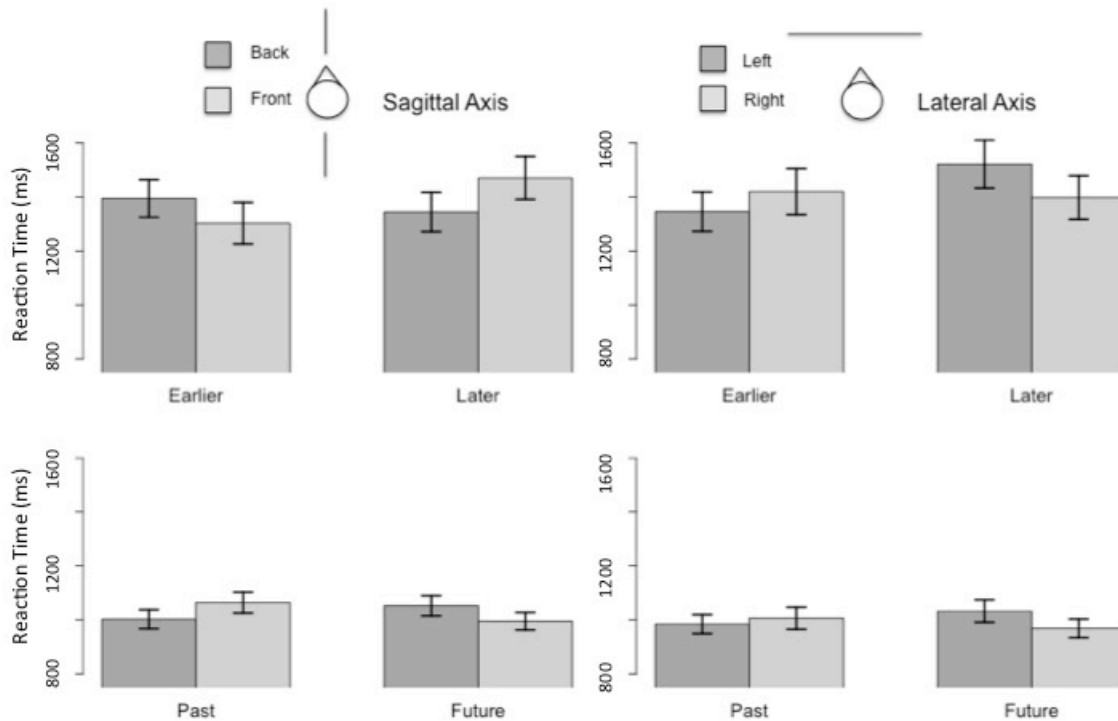 Back
Front
Sagittal Axis
Left
Right
Lateral Axis
Reaction Time (ms)
1600
1200
800
Earlier
Later
Earlier
Later
Reaction Time (ms)
1600
1200
800
Past
Future
1600
1200
800
1600
1200
800
Past
Future